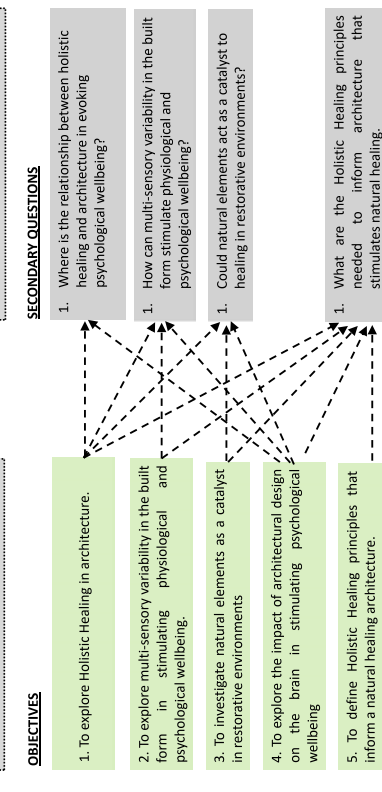 OBJECTIVES
1. To explore Holistic Healing in architecture.
2. To explore multi-sensory variability in the built
form in stimulating physiological and
psychological wellbeing.
3. To investigate natural elements as a catalyst
in restorative environments
4. To explore the impact of architectural design
on the brain in stimulating psychological
wellbeing
5. To define Holistic Healing principles that
inform a natural healing architecture.
SECONDARY QUESTIONS
1. Where is the relationship between holistic
healing and architecture in evoking
psychological wellbeing?
1. How can multi-sensory variability in the built
form stimulate physiological and
psychological wellbeing?
1. Could natural elements act as a catalyst to
healing in restorative environments?
1. What are the Holistic Healing principles
needed to inform architecture that
stimulates natural healing.